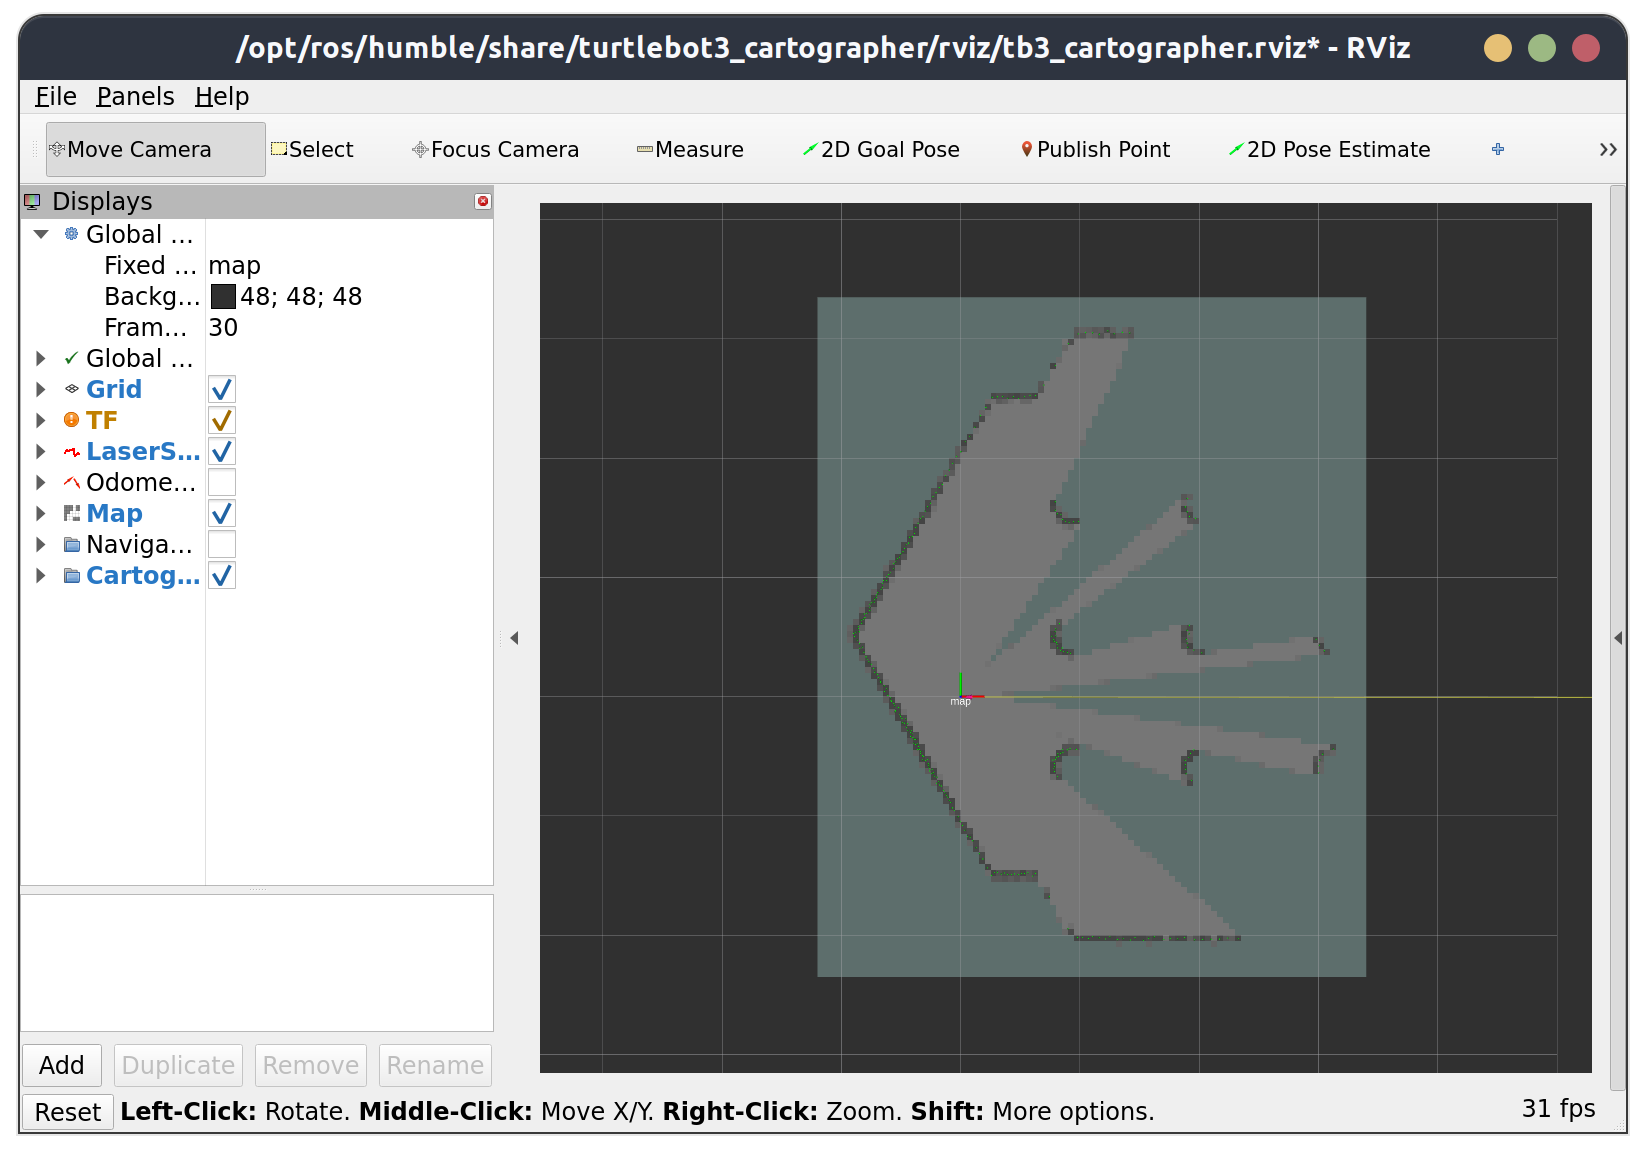 /opt/ros/humble/share/turtlebot3_cartographer/rviz/tb3_cartographer.rviz* - RViz
File Panels Help
Move Camera Select Focus Camera Measure 2D Goal Pose Publish Point 2D Pose Estimate
Displays
Global ...
Fixed ... map
Backg... 48; 48; 48
Fram... 30
Global ...
Grid
TF
LaserS...
Odome...
Map
Naviga...
Cartog...
map
Add Duplicate Remove Rename
Reset Left-Click: Rotate. Middle-Click: Move X/Y. Right-Click: Zoom. Shift: More options. 31 fps